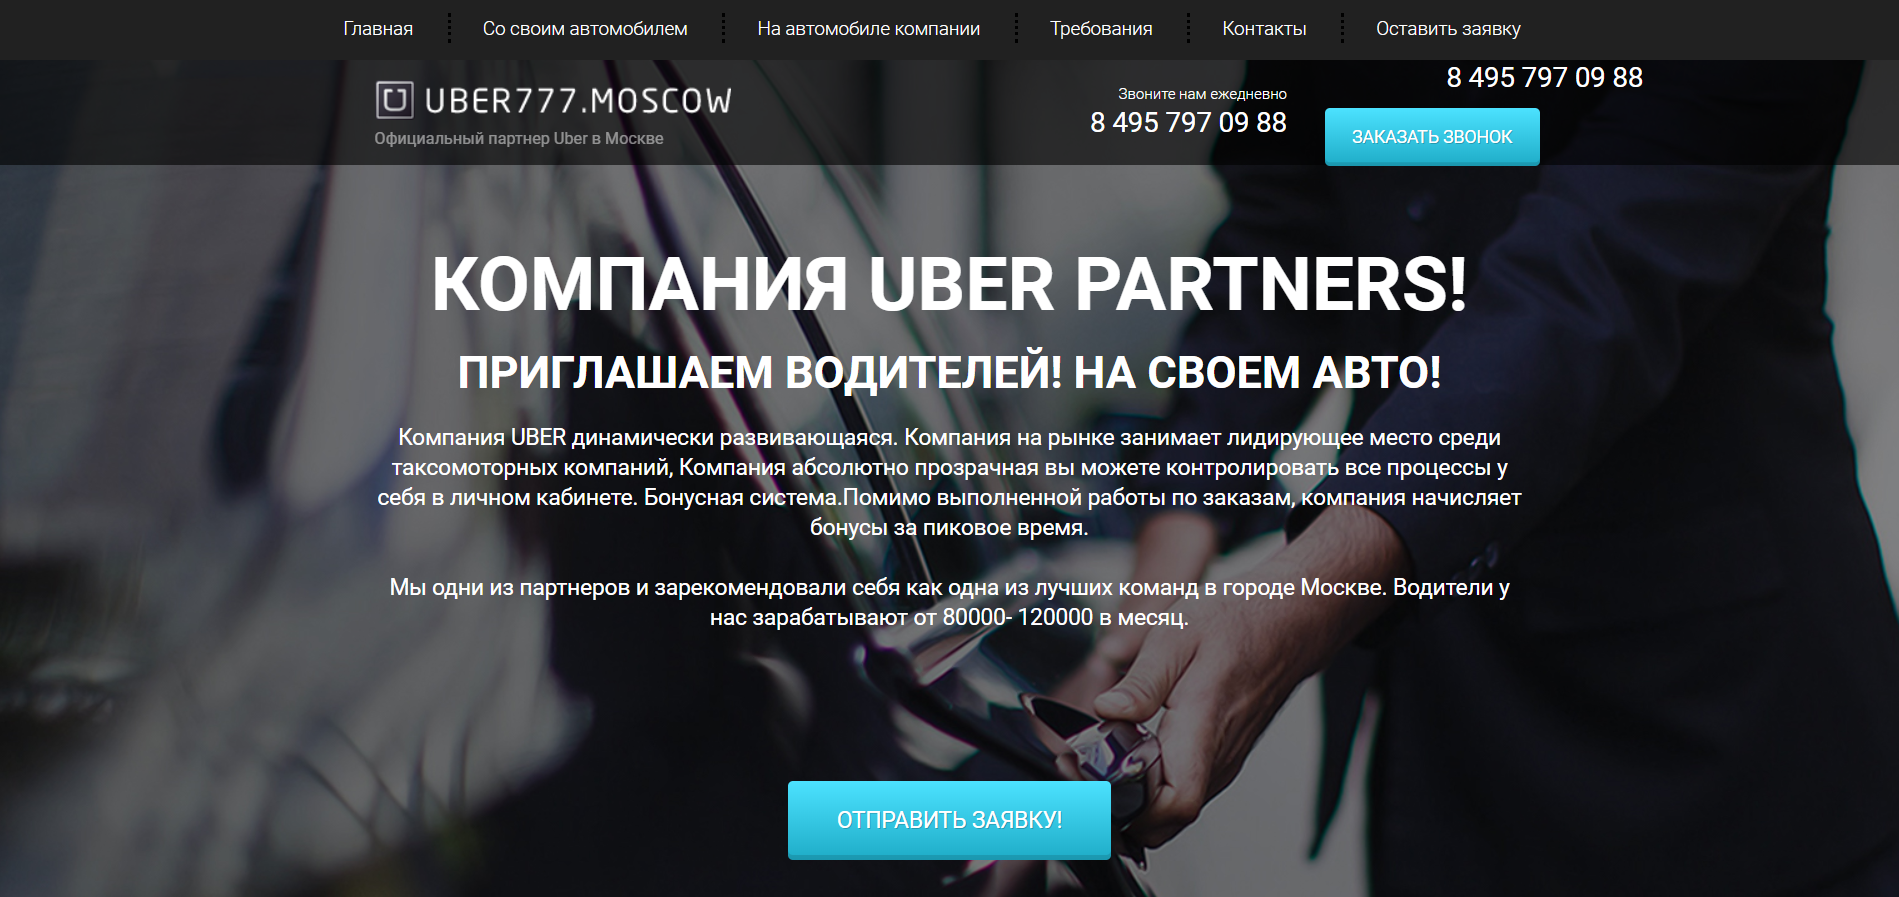 Главная
Со своим автомобилем
На автомобиле компании
Требования
Контакты
Оставить заявку
UBER777.MOSCOW
Официальный партнер Uber в Москве
Звоните нам ежедневно
8 495 797 09 88
8 495 797 09 88
ЗАКАЗАТЬ ЗВОНОК
КОМПАНИЯ UBER PARTNERS!
ПРИГЛАШАЕМ ВОДИТЕЛЕЙ! НА СВОЕМ АВТО!
Компания UBER динамически развивающаяся. Компания на рынке занимает лидирующее место среди
таксомоторных компаний, Компания абсолютно прозрачная вы можете контролировать все процессы у
себя в личном кабинете. Бонусная система.Помимо выполненной работы по заказам, компания начисляет
бонусы за пиковое время.
Мы одни из партнеров и зарекомендовали себя как одна из лучших команд в городе Москве. Водители у
нас зарабатывают от 80000- 120000 в месяц.
ОТПРАВИТЬ ЗАЯВКУ!